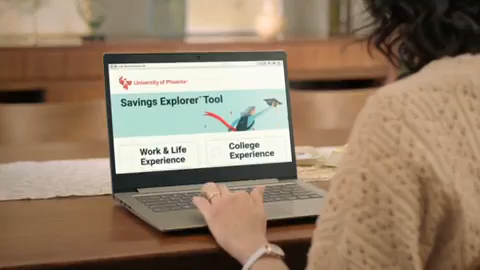 University of Phoenix
Savings Explorer™ Tool
Work & Life
Experience
College
Experience